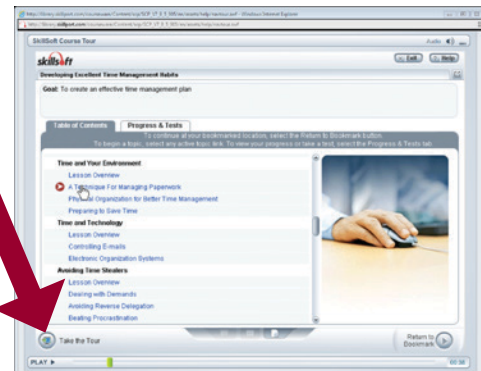 SkillSoft Course Tour
Audio
skillsoft
Exit
Help
Developing Excellent Time Management Habits
Goal: To create an effective time management plan
Table of Contents
Progress & Tests
To continue at your bookmarked location, select the Return to Bookmark button.
To begin a topic, select any active topic link. To view your progress or take a test, select the Progress & Tests tab.
Time and Your Environment
Lesson Overview
A Technique For Managing Paperwork
Physical Organization for Better Time Management
Preparing to Save Time
Time and Technology
Lesson Overview
Controlling E-mails
Electronic Organization Systems
Avoiding Time Stealers
Lesson Overview
Dealing with Demands
Avoiding Reverse Delegation
Beating Procrastination
Take the Tour
Return to
Bookmark
PLAY